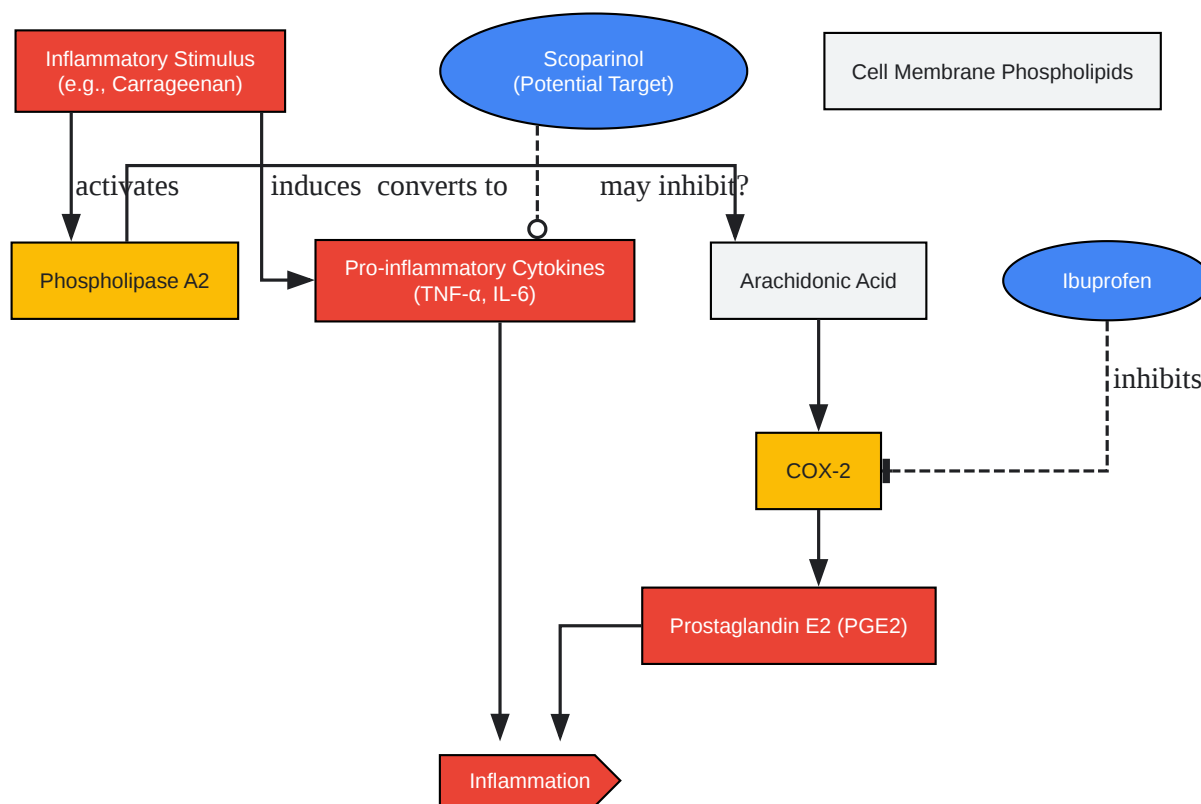 Inflammatory Stimulus
(e.g., Carrageenan)
Scoparinol
(Potential Target)
Cell Membrane Phospholipids
activates
induces
converts to
may inhibit?
Phospholipase A2
Pro-inflammatory Cytokines
(TNF-α, IL-6)
Arachidonic Acid
Ibuprofen
inhibits
COX-2
Prostaglandin E2 (PGE2)
Inflammation